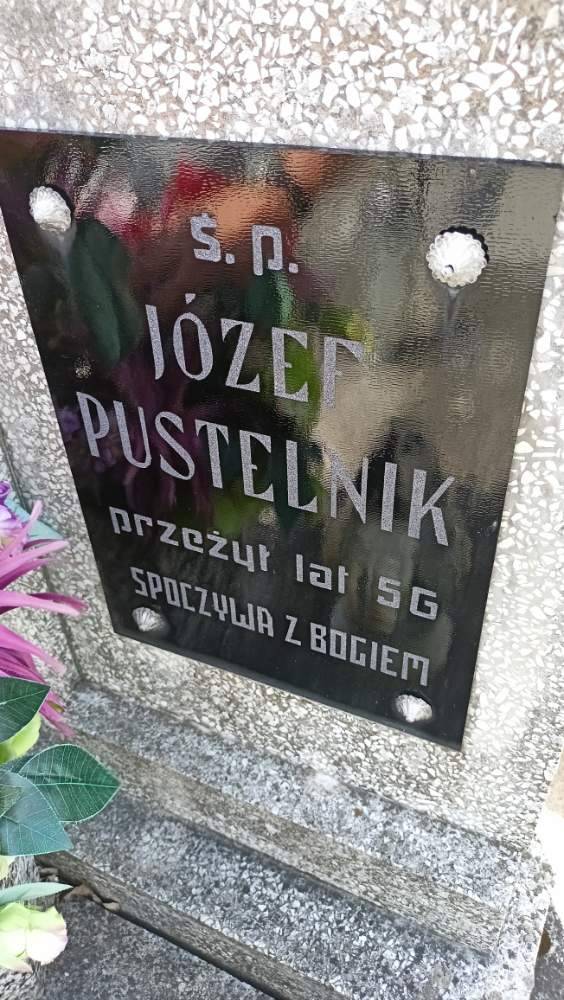 ś. p.
JÓZEF
PUSTELNIK
przeżył lat 56
SPOCZYWA Z BOGIEM